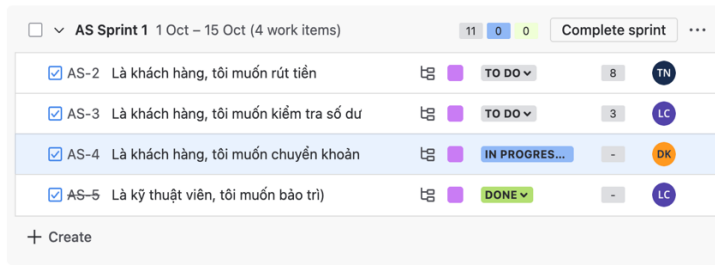 AS Sprint 1 1 Oct – 15 Oct (4 work items) 11 0 0 Complete sprint
AS-2 Là khách hàng, tôi muốn rút tiền TO DO 8 TN
AS-3 Là khách hàng, tôi muốn kiểm tra số dư TO DO 3 LC
AS-4 Là khách hàng, tôi muốn chuyển khoản IN PROGRES... - DK
AS-5 Là kỹ thuật viên, tôi muốn bảo trì) DONE - LC
+ Create